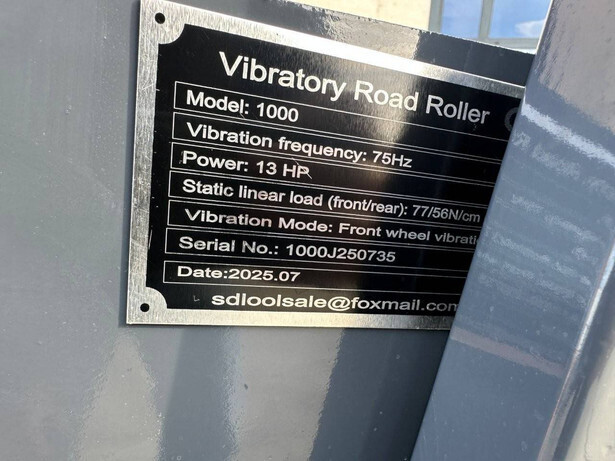 Vibratory Road Roller
Model: 1000
Vibration frequency: 75Hz
Power: 13 HP
Static linear load (front/rear): 77/56N/cm
Vibration Mode: Front wheel vibrati
Serial No.: 1000J250735
Date:2025.07
sdloolsale@foxmail.com